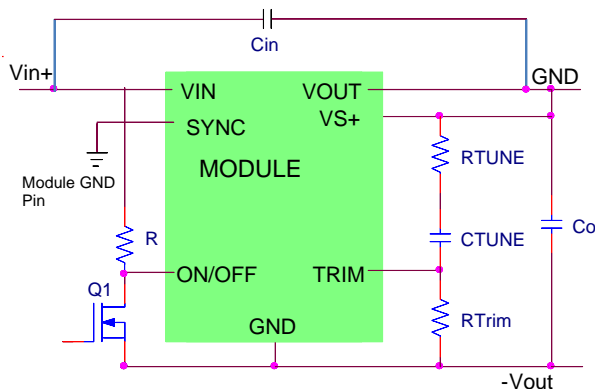 Cin
Vin+
GND
VIN
VOUT
SYNC
VS+
MODULE
RTUNE
Module GND
Pin
R
CTUNE
Co
ON/OFF
TRIM
Q1
RTrim
GND
-Vout